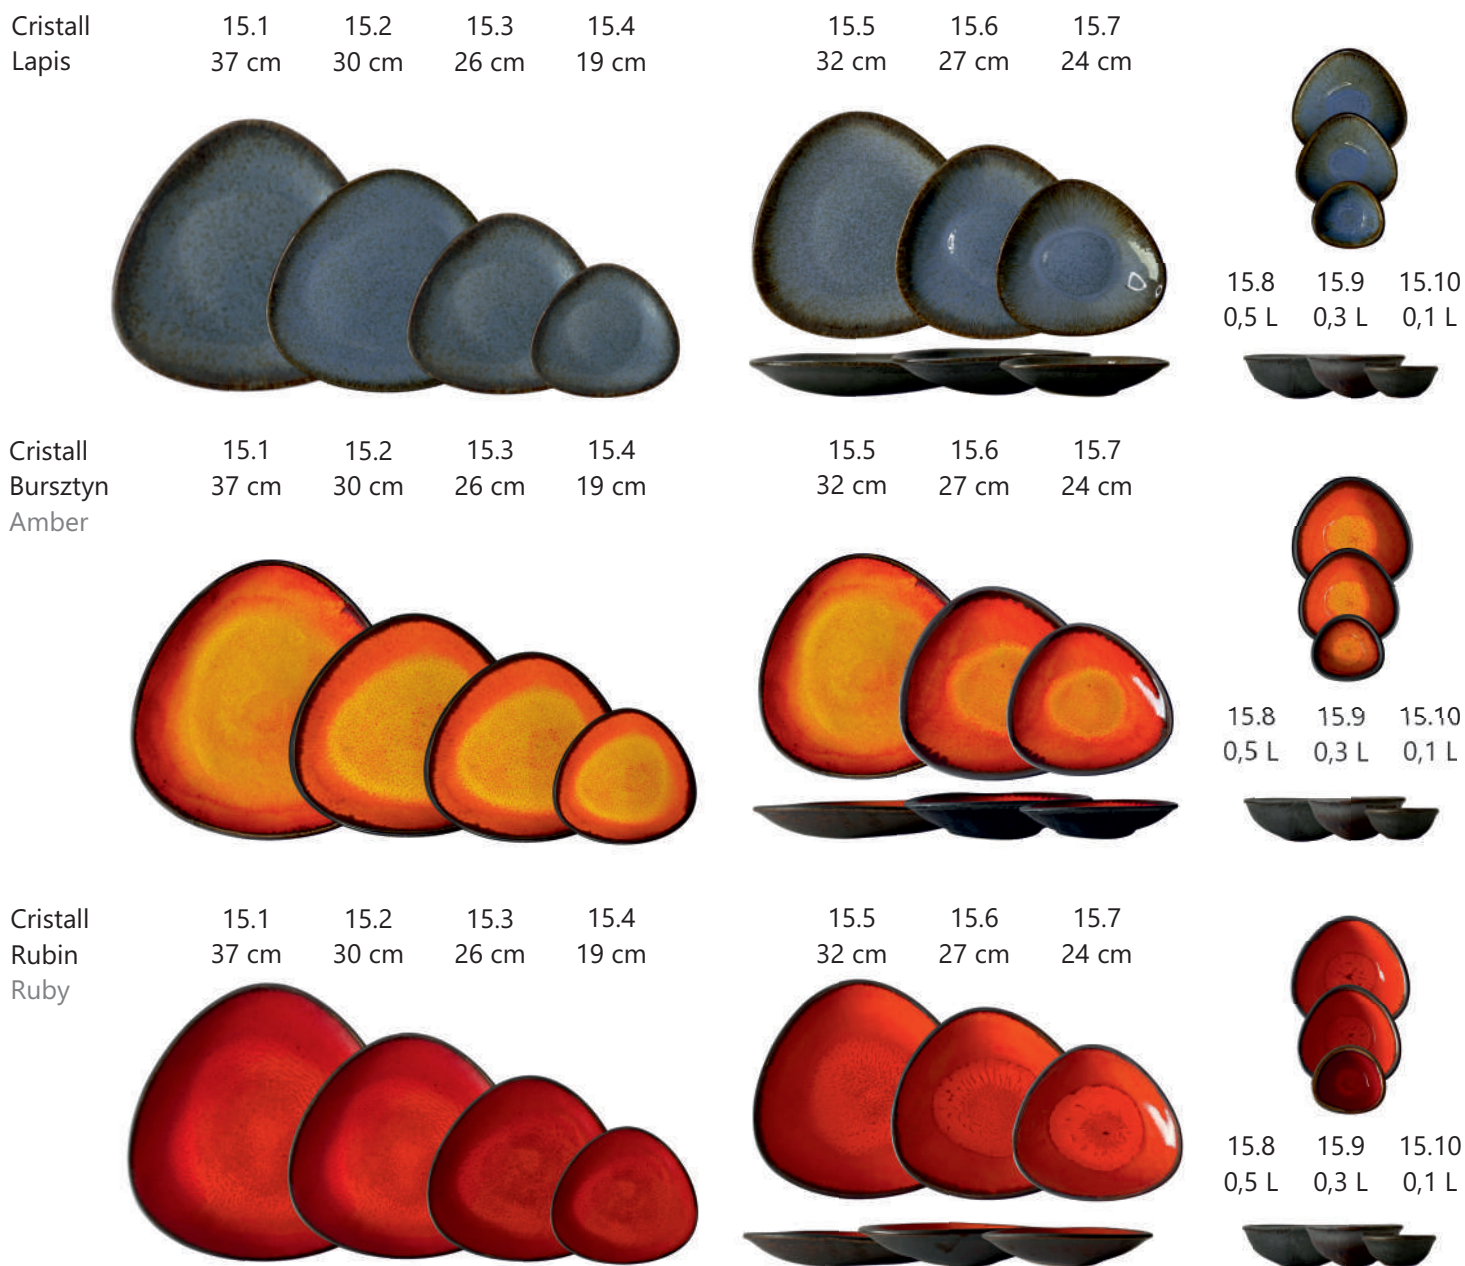 Cristall 15.1 15.2 15.3 15.4 15.5 15.6 15.7
Lapis 37 cm 30 cm 26 cm 19 cm 32 cm 27 cm 24 cm
15.8 15.9 15.10
0,5 L 0,3 L 0,1 L
Cristall 15.1 15.2 15.3 15.4 15.5 15.6 15.7
Bursztyn 37 cm 30 cm 26 cm 19 cm 32 cm 27 cm 24 cm
Amber
15.8 15.9 15.10
0,5 L 0,3 L 0,1 L
Cristall 15.1 15.2 15.3 15.4 15.5 15.6 15.7
Rubin 37 cm 30 cm 26 cm 19 cm 32 cm 27 cm 24 cm
Ruby
15.8 15.9 15.10
0,5 L 0,3 L 0,1 L